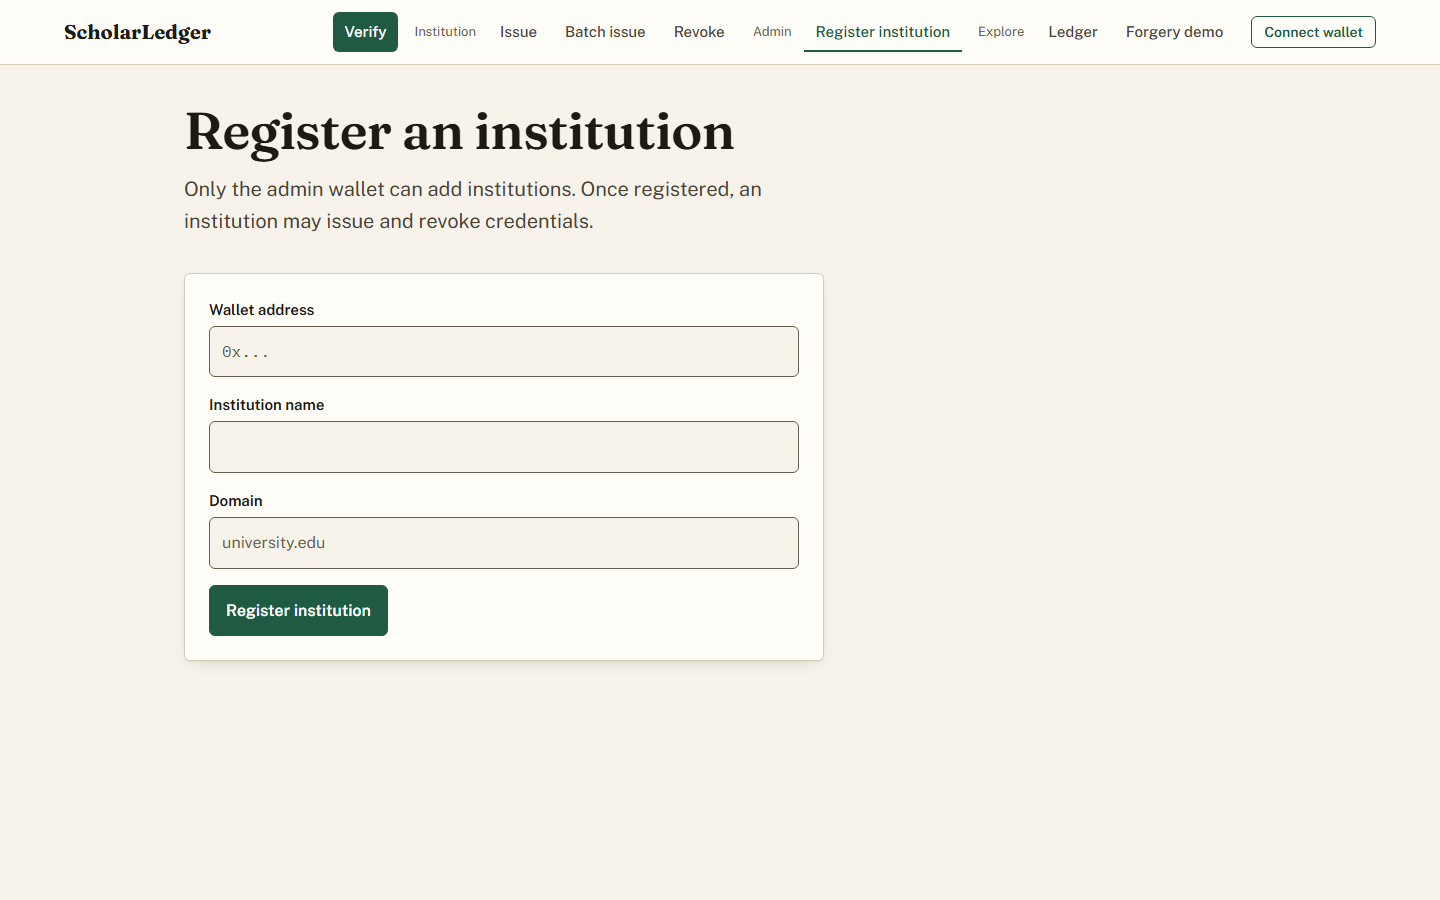 ScholarLedger
Verify Institution Issue Batch issue Revoke Admin Register institution Explore Ledger Forgery demo Connect wallet
Register an institution
Only the admin wallet can add institutions. Once registered, an
institution may issue and revoke credentials.
Wallet address
0x...
Institution name
Domain
university.edu
Register institution